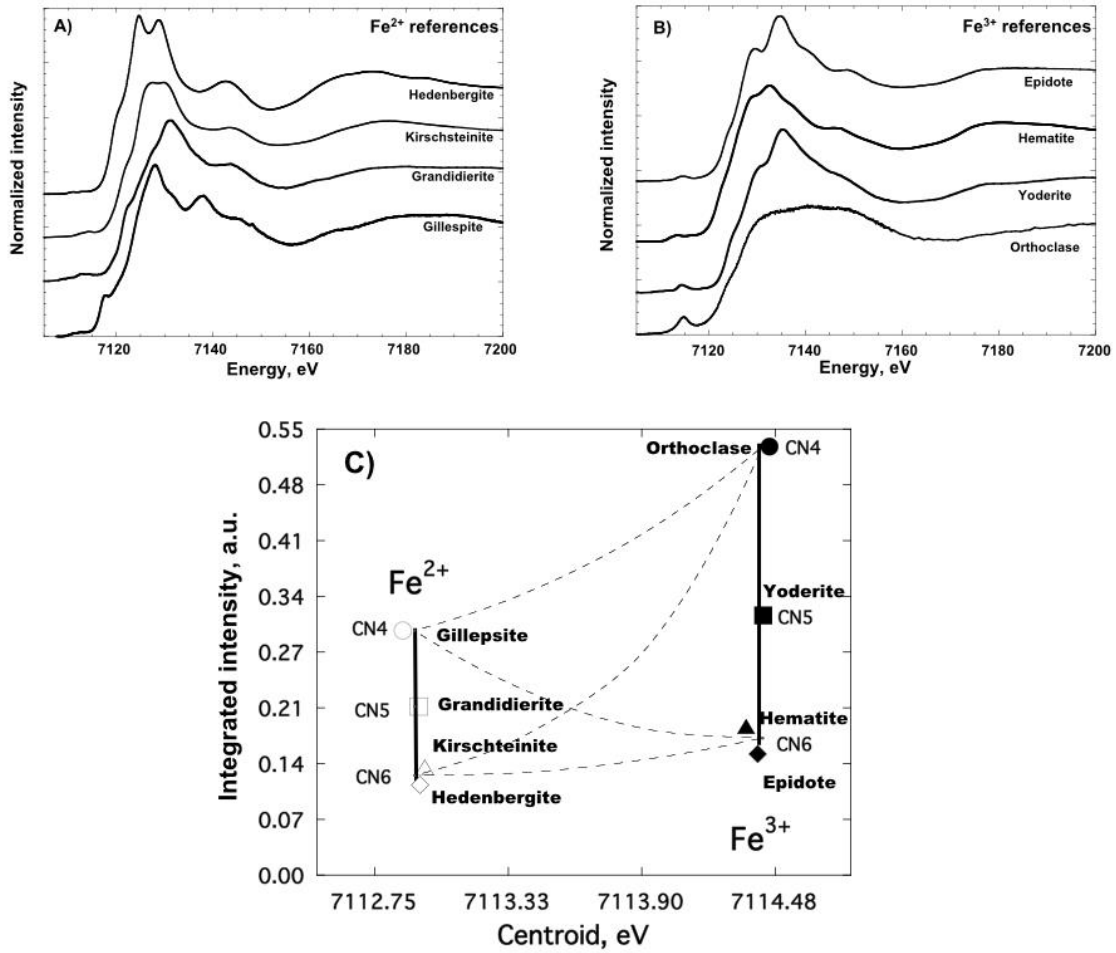 A)
Fe2+ references
Normalized intensity
Hedenbergite
Kirschsteinite
Grandidierite
Gillespite
7120
7140
7160
7180
7200
Energy, eV
B)
Fe3+ references
Normalized intensity
Epidote
Hematite
Yoderite
Orthoclase
7120
7140
7160
7180
7200
Energy, eV
C)
Integrated intensity, a.u.
0.55
0.48
0.41
0.34
0.27
0.21
0.14
0.07
0.00
Orthoclase
CN4
Fe2+
Yoderite
CN5
CN4
Gillepsite
CN5
Grandidierite
Hematite
Kirschteinite
CN6
CN6
Hedenbergite
Epidote
Fe3+
7112.75
7113.33
7113.90
7114.48
Centroid, eV